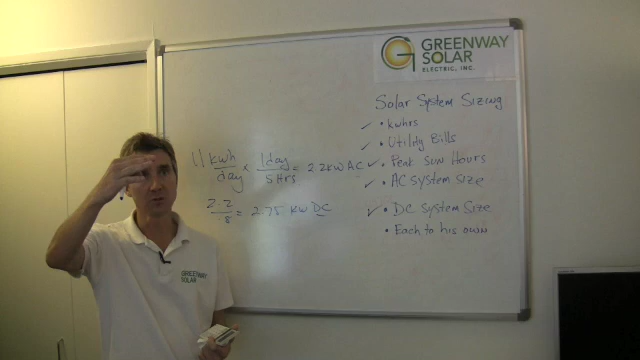 GREENWAY
SOLAR
ELECTRIC, INC.
Solar System Sizing
✓ • kwhrs
✓ • Utility Bills
✓ • Peak Sun Hours
✓ • AC System Size
✓ • DC System Size
• Each to his own
11 kwh/day × 1 day/5 Hrs = 2.2 kW AC
2.2/.8 = 2.75 kW DC
GREENWAY
SOLAR